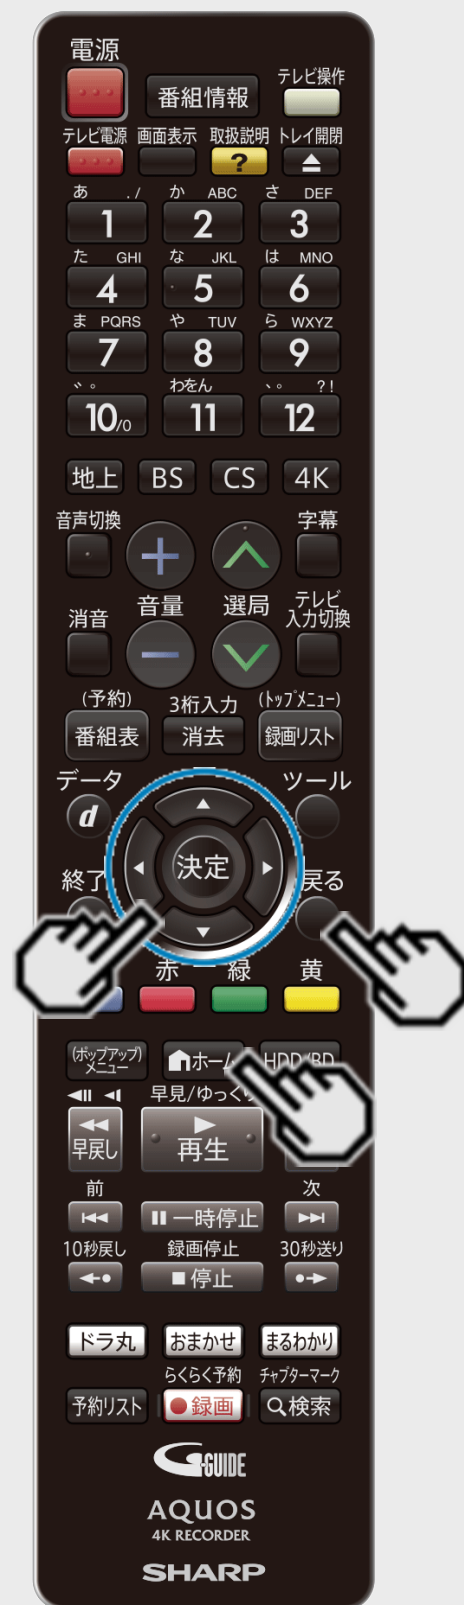 電源
番組情報
テレビ操作
テレビ電源 画面表示 取扱説明 トレイ開閉
?
あ ./ か ABC さ DEF
1 2 3
た GHI な JKL は MNO
4 5 6
ま PQRS や TUV ら WXYZ
7 8 9
゛゜ わをん 、。 ?!
10/0 11 12
地上 BS CS 4K
音声切換 字幕
+
消音 音量 選局 テレビ
入力切換
−
(予約) 3桁入力 (トップメニュー)
番組表 消去 録画リスト
データ ツール
d
決定
終了 戻る
赤 緑 黄
(ポップアップ)
メニュー
ホーム HDD/BD
早見/ゆっくり
早戻し 再生
前 次
一時停止
10秒戻し 録画停止 30秒送り
停止
ドラ丸 おまかせ まるわかり
らくらく予約 チャプターマーク
予約リスト 録画 検索
G-GUIDE
AQUOS
4K RECORDER
SHARP